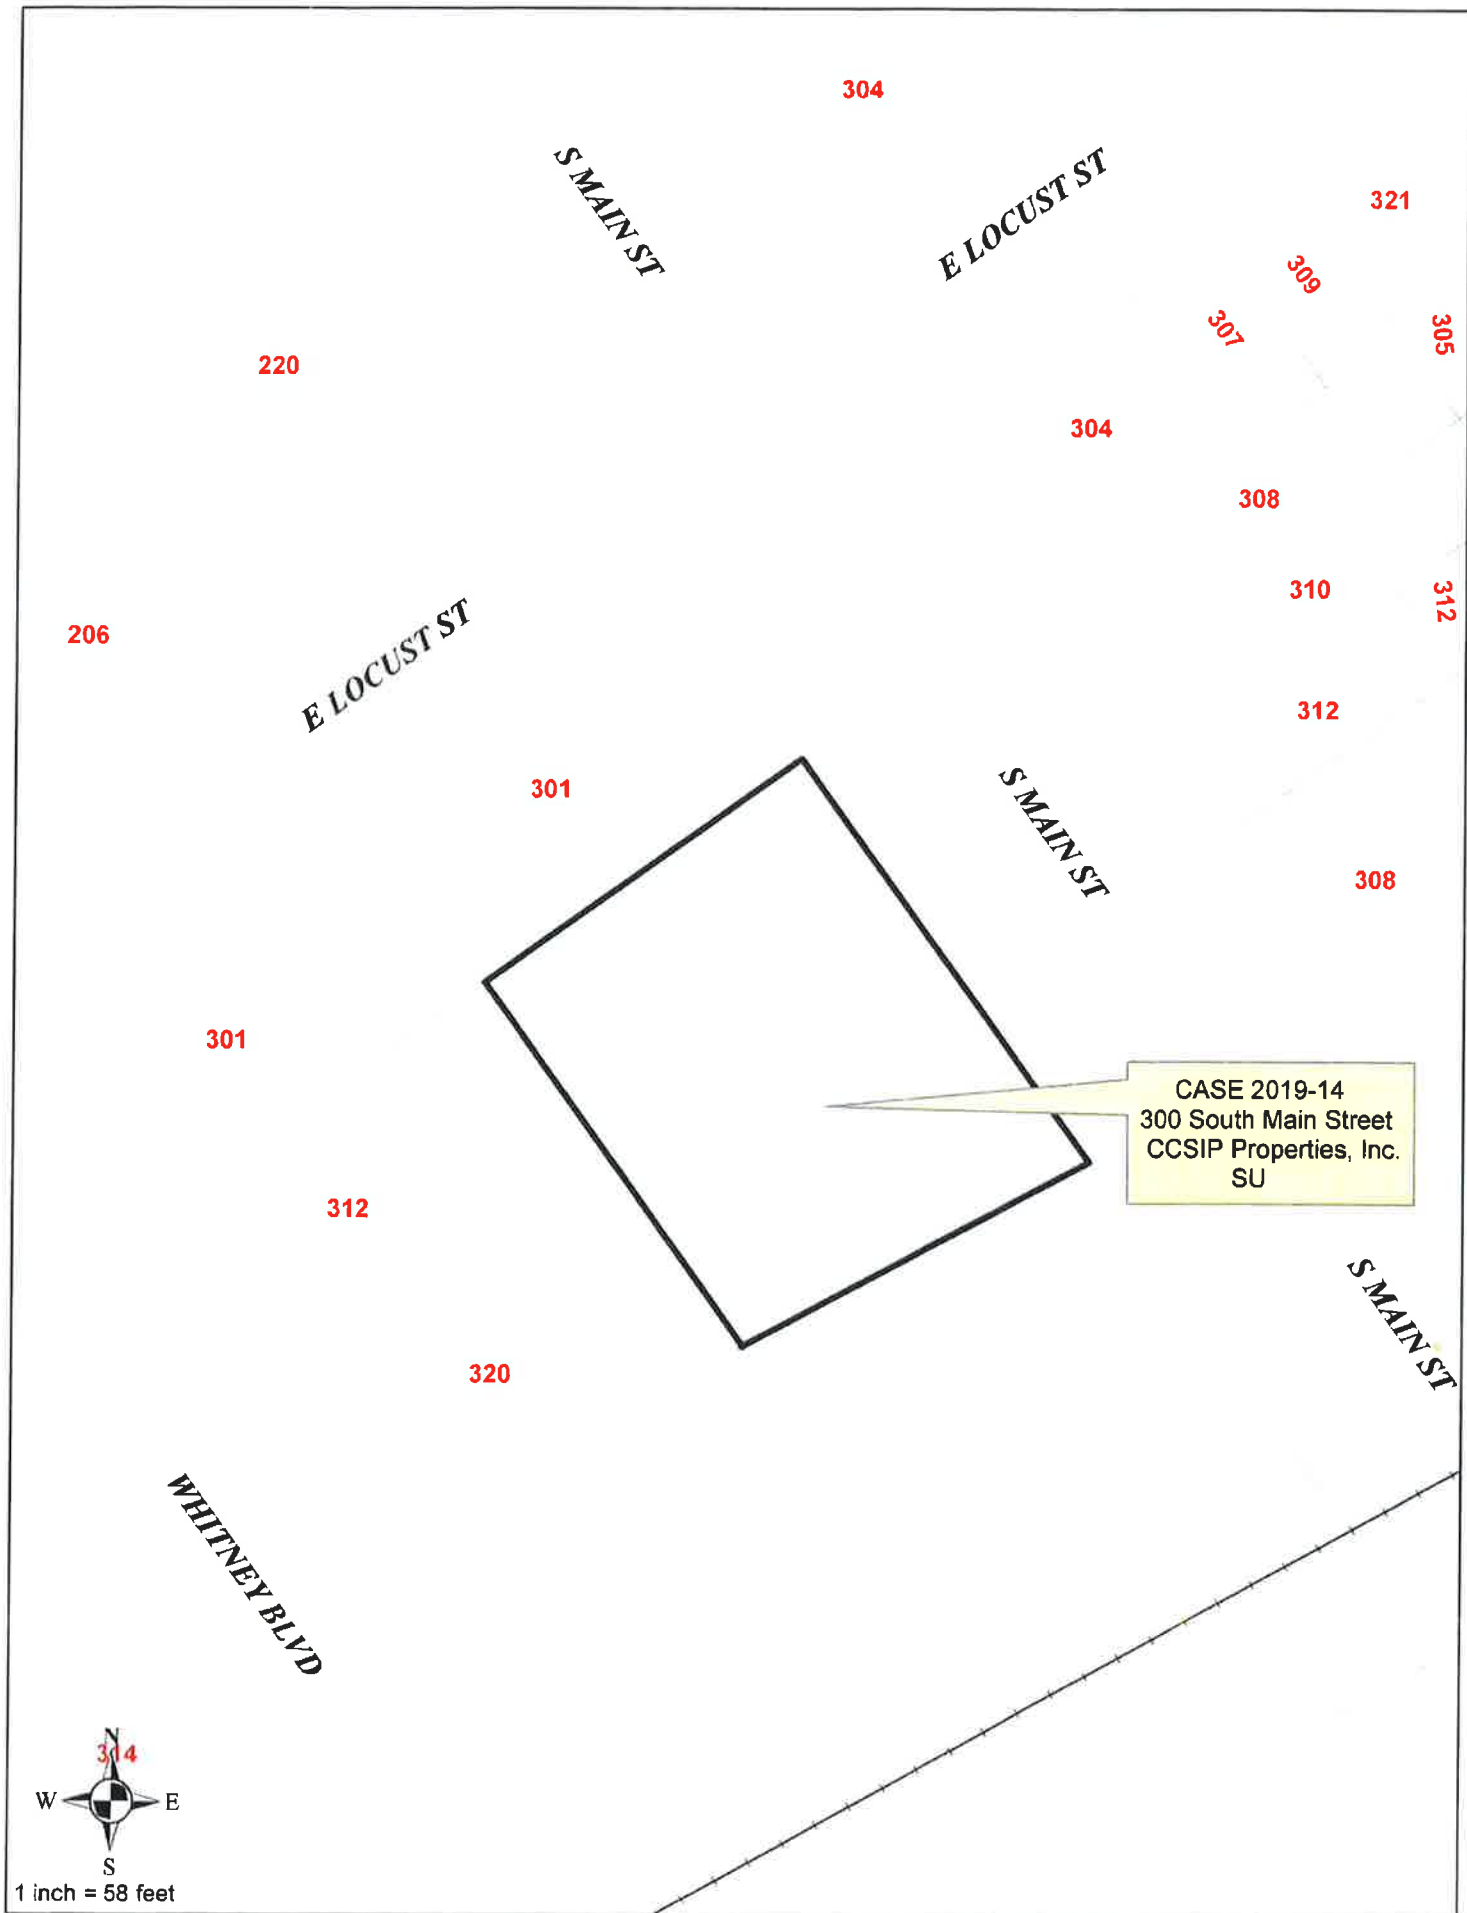 304
S MAIN ST
E LOCUST ST
321
309
307
305
220
304
308
310
312
206
E LOCUST ST
312
301
S MAIN ST
308
301
CASE 2019-14
300 South Main Street
CCSIP Properties, Inc.
SU
312
S MAIN ST
320
WHITNEY BLVD
N
314
W E
S
1 inch = 58 feet